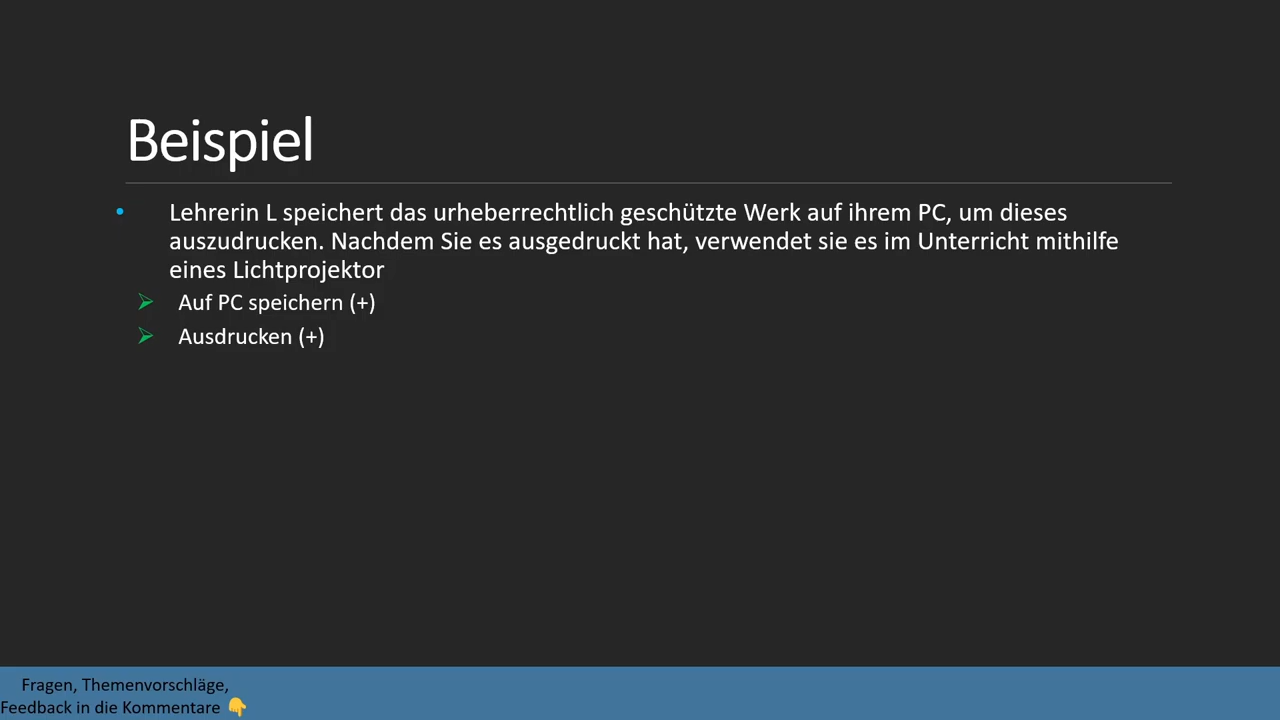 Beispiel
Lehrerin L speichert das urheberrechtlich geschützte Werk auf ihrem PC, um dieses
auszudrucken. Nachdem Sie es ausgedruckt hat, verwendet sie es im Unterricht mithilfe
eines Lichtprojektor
Auf PC speichern (+)
Ausdrucken (+)
Fragen, Themenvorschläge,
Feedback in die Kommentare 👇